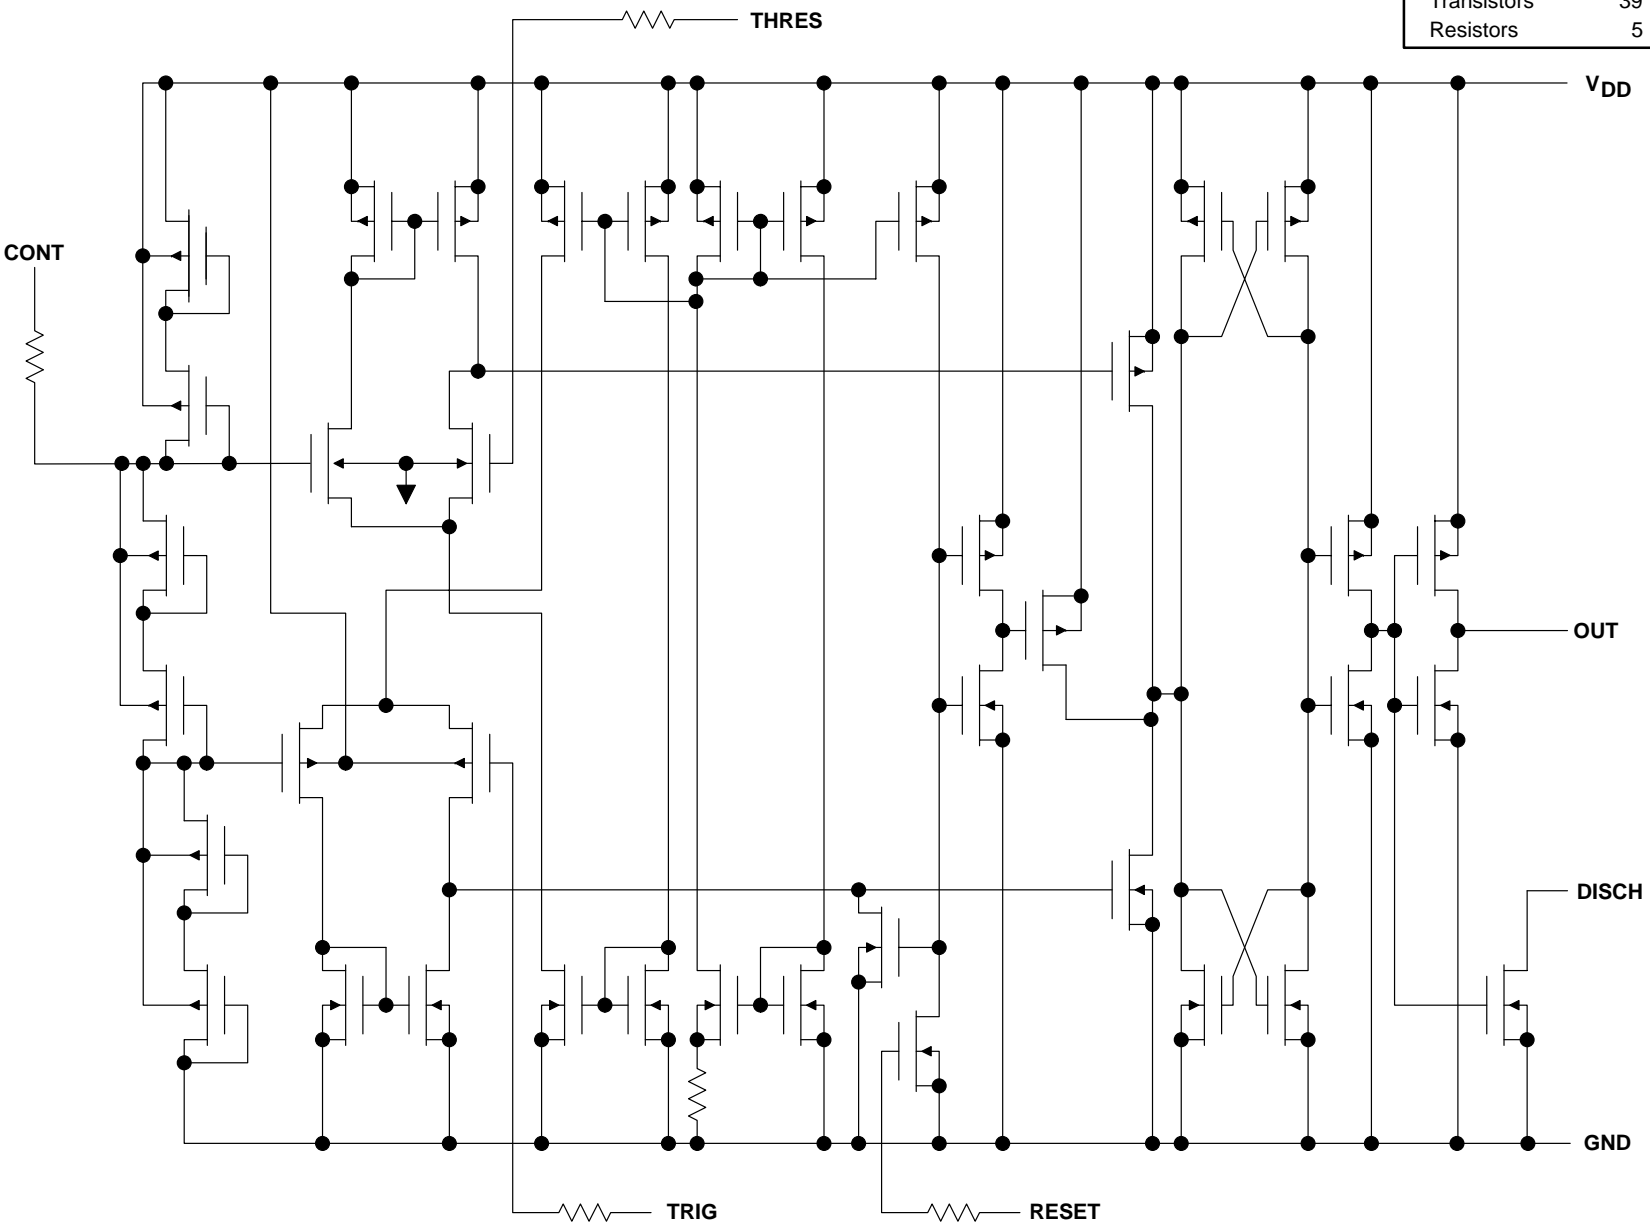 Transistors 39
Resistors 5
THRES
VDD
CONT
OUT
DISCH
GND
TRIG
RESET